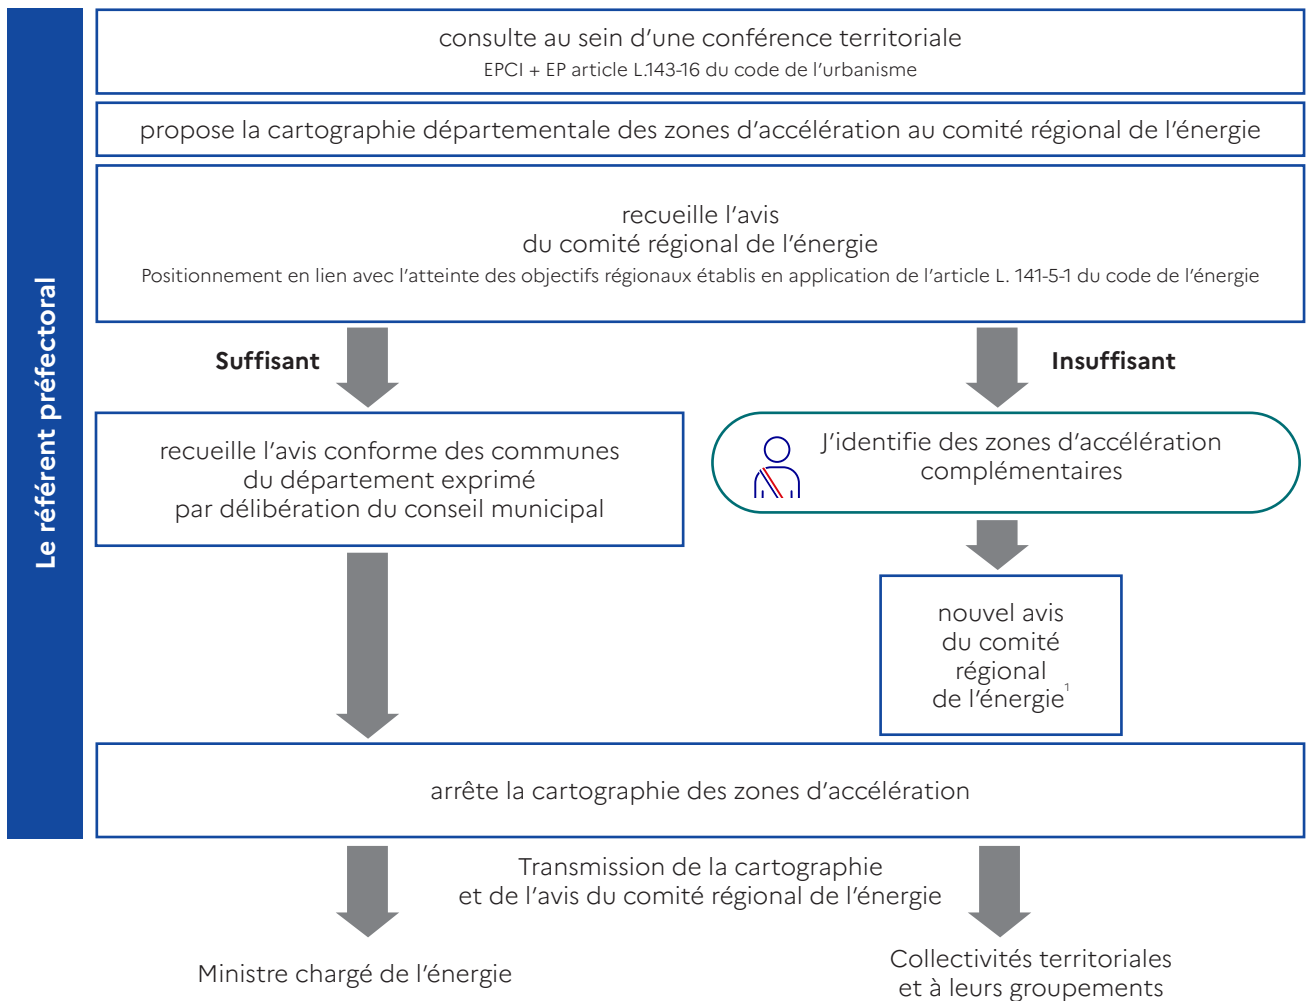 Le référent préfectoral
consulte au sein d'une conférence territoriale
EPCI + EP article L.143-16 du code de l'urbanisme
propose la cartographie départementale des zones d'accélération au comité régional de l'énergie
recueille l'avis
du comité régional de l'énergie
Positionnement en lien avec l'atteinte des objectifs régionaux établis en application de l'article L. 141-5-1 du code de l'énergie
Suffisant
Insuffisant
recueille l'avis conforme des communes
du département exprimé
par délibération du conseil municipal
J'identifie des zones d'accélération
complémentaires
nouvel avis
du comité
régional
de l'énergie¹
arrête la cartographie des zones d'accélération
Transmission de la cartographie
et de l'avis du comité régional de l'énergie
Ministre chargé de l'énergie
Collectivités territoriales
et à leurs groupements